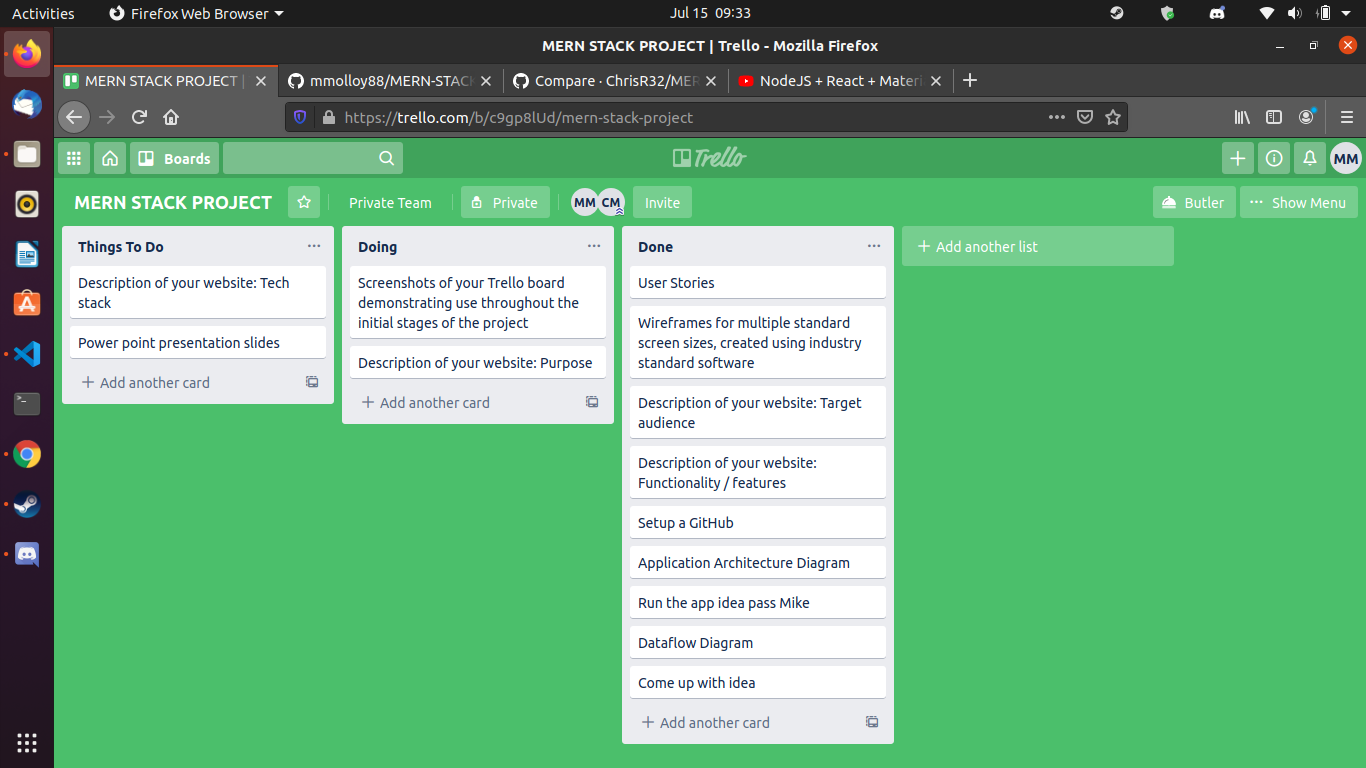 Activities
Firefox Web Browser
Jul 15 09:33
MERN STACK PROJECT | Trello - Mozilla Firefox
MERN STACK PROJECT |
mmolloy88/MERN-STACK
Compare · ChrisR32/MER
NodeJS + React + Materi
https://trello.com/b/c9gp8lUd/mern-stack-project
Boards
Trello
MM
MERN STACK PROJECT
Private Team
Private
MM
CM
Invite
Butler
Show Menu
Things To Do
Description of your website: Tech
stack
Power point presentation slides
Add another card
Doing
Screenshots of your Trello board
demonstrating use throughout the
initial stages of the project
Description of your website: Purpose
Add another card
Done
User Stories
Wireframes for multiple standard
screen sizes, created using industry
standard software
Description of your website: Target
audience
Description of your website:
Functionality / features
Setup a GitHub
Application Architecture Diagram
Run the app idea pass Mike
Dataflow Diagram
Come up with idea
Add another card
Add another list